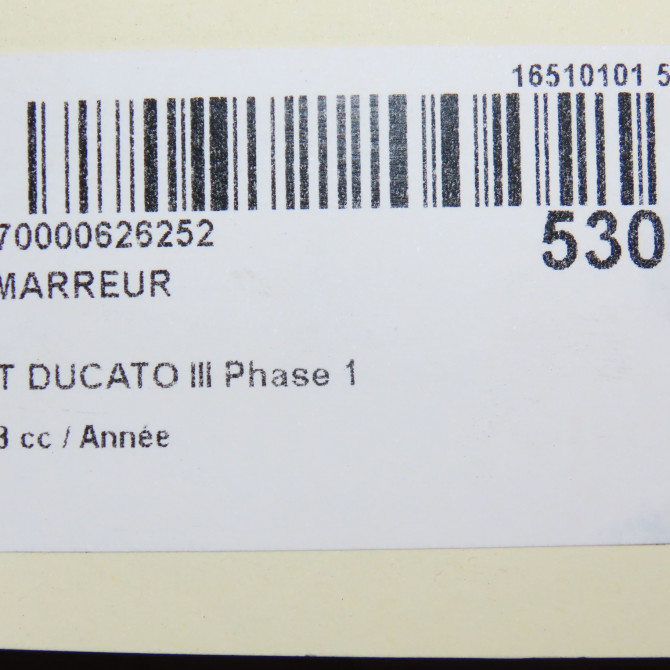 16510101 5
70000626252
530
MARREUR
T DUCATO III Phase 1
3 cc / Année